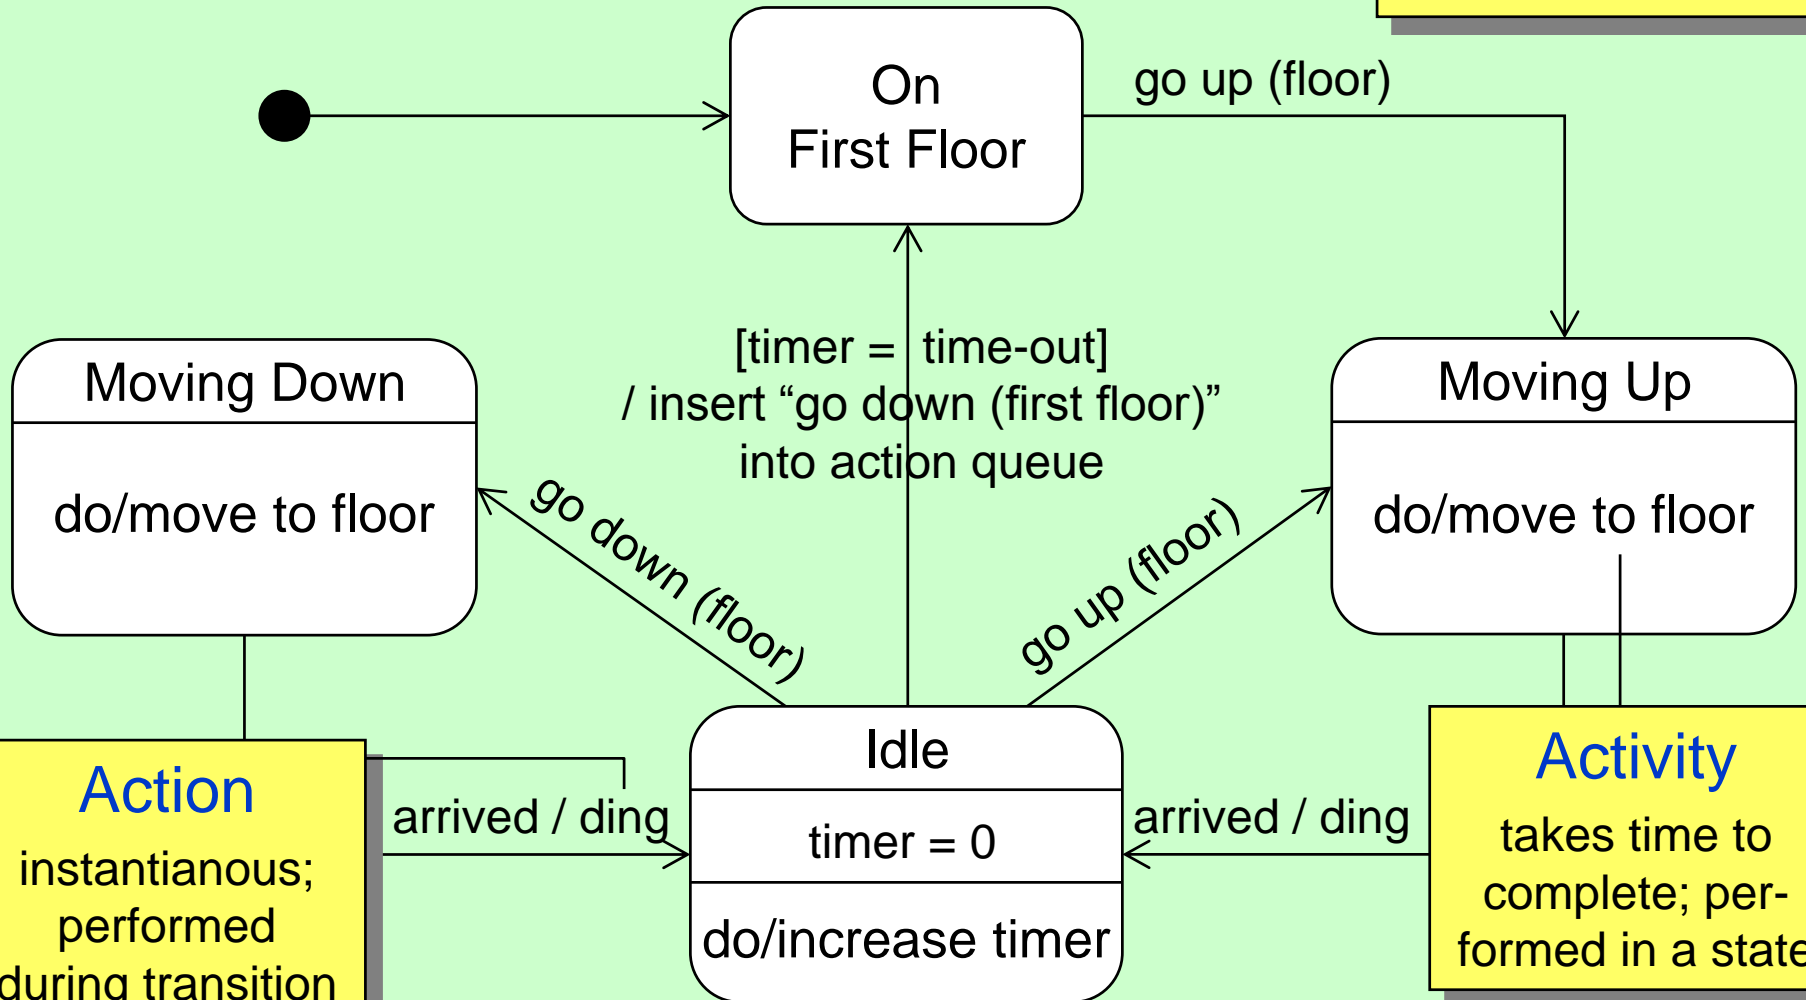 On
First Floor
go up (floor)
[timer = time-out]
/ insert “go down (first floor)”
into action queue
Moving Down
do/move to floor
Moving Up
do/move to floor
go down (floor)
go up (floor)
Idle
timer = 0
do/increase timer
arrived / ding
arrived / ding
Action
instantianous;
performed
during transition
Activity
takes time to
complete; per-
formed in a state